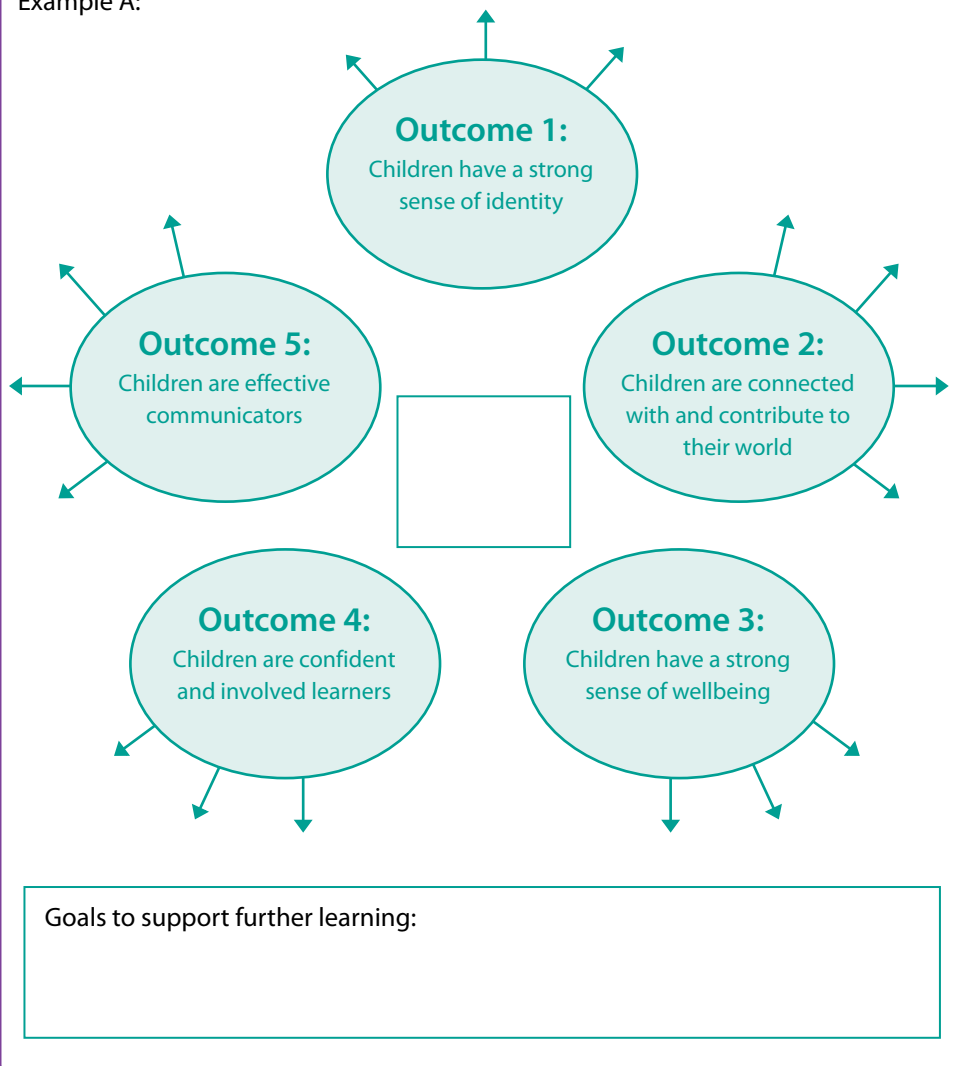 Example A:
Outcome 1:
Children have a strong
sense of identity
Outcome 5:
Children are effective
communicators
Outcome 2:
Children are connected
with and contribute to
their world
Outcome 4:
Children are confident
and involved learners
Outcome 3:
Children have a strong
sense of wellbeing
Goals to support further learning: